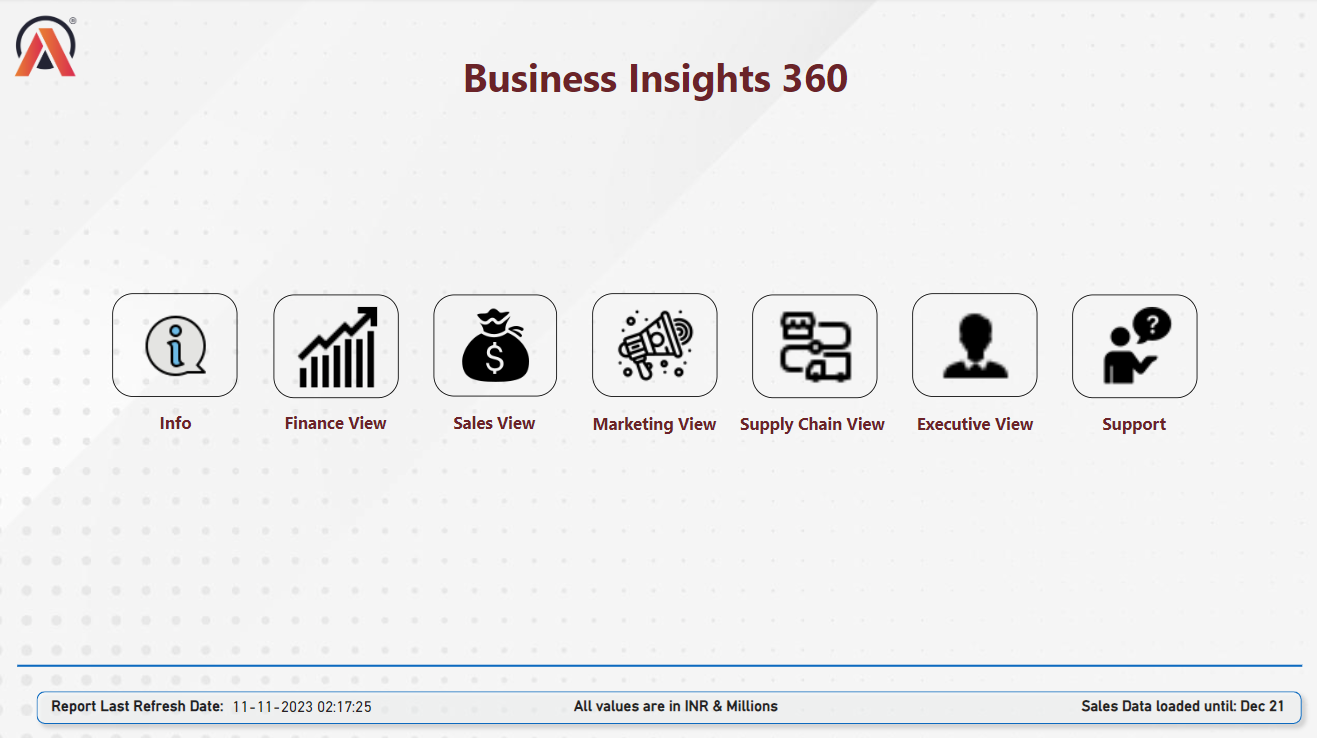 ®
Business Insights 360
$
?
Info
Finance View
Sales View
Marketing View
Supply Chain View
Executive View
Support
Report Last Refresh Date: 11-11-2023 02:17:25
All values are in INR & Millions
Sales Data loaded until: Dec 21